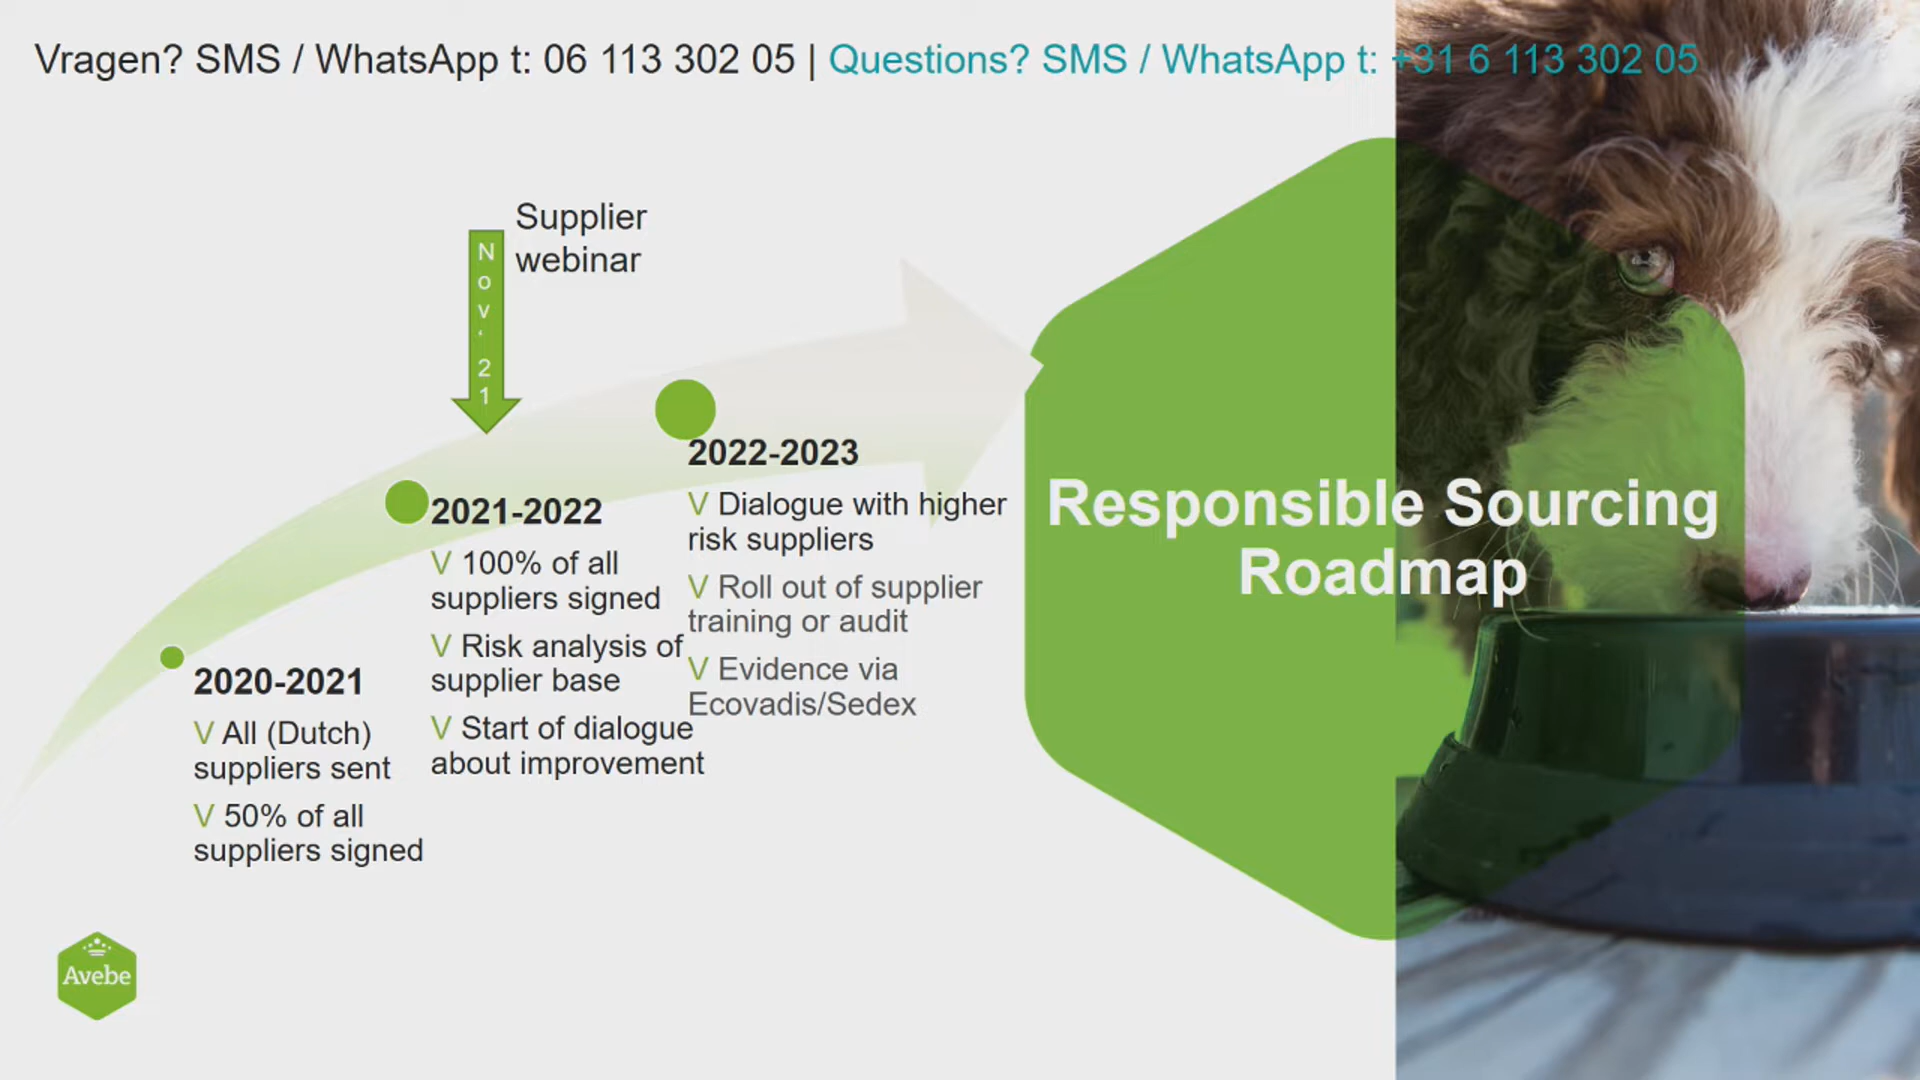 Vragen? SMS / WhatsApp t: 06 113 302 05 | Questions? SMS / WhatsApp t: +31 6 113 302 05
Supplier
webinar
Nov‘21
2020-2021
V All (Dutch)
suppliers sent
V 50% of all
suppliers signed
2021-2022
V 100% of all
suppliers signed
V Risk analysis of
supplier base
V Start of dialogue
about improvement
2022-2023
V Dialogue with higher
risk suppliers
V Roll out of supplier
training or audit
V Evidence via
Ecovadis/Sedex
Responsible Sourcing
Roadmap
Avebe